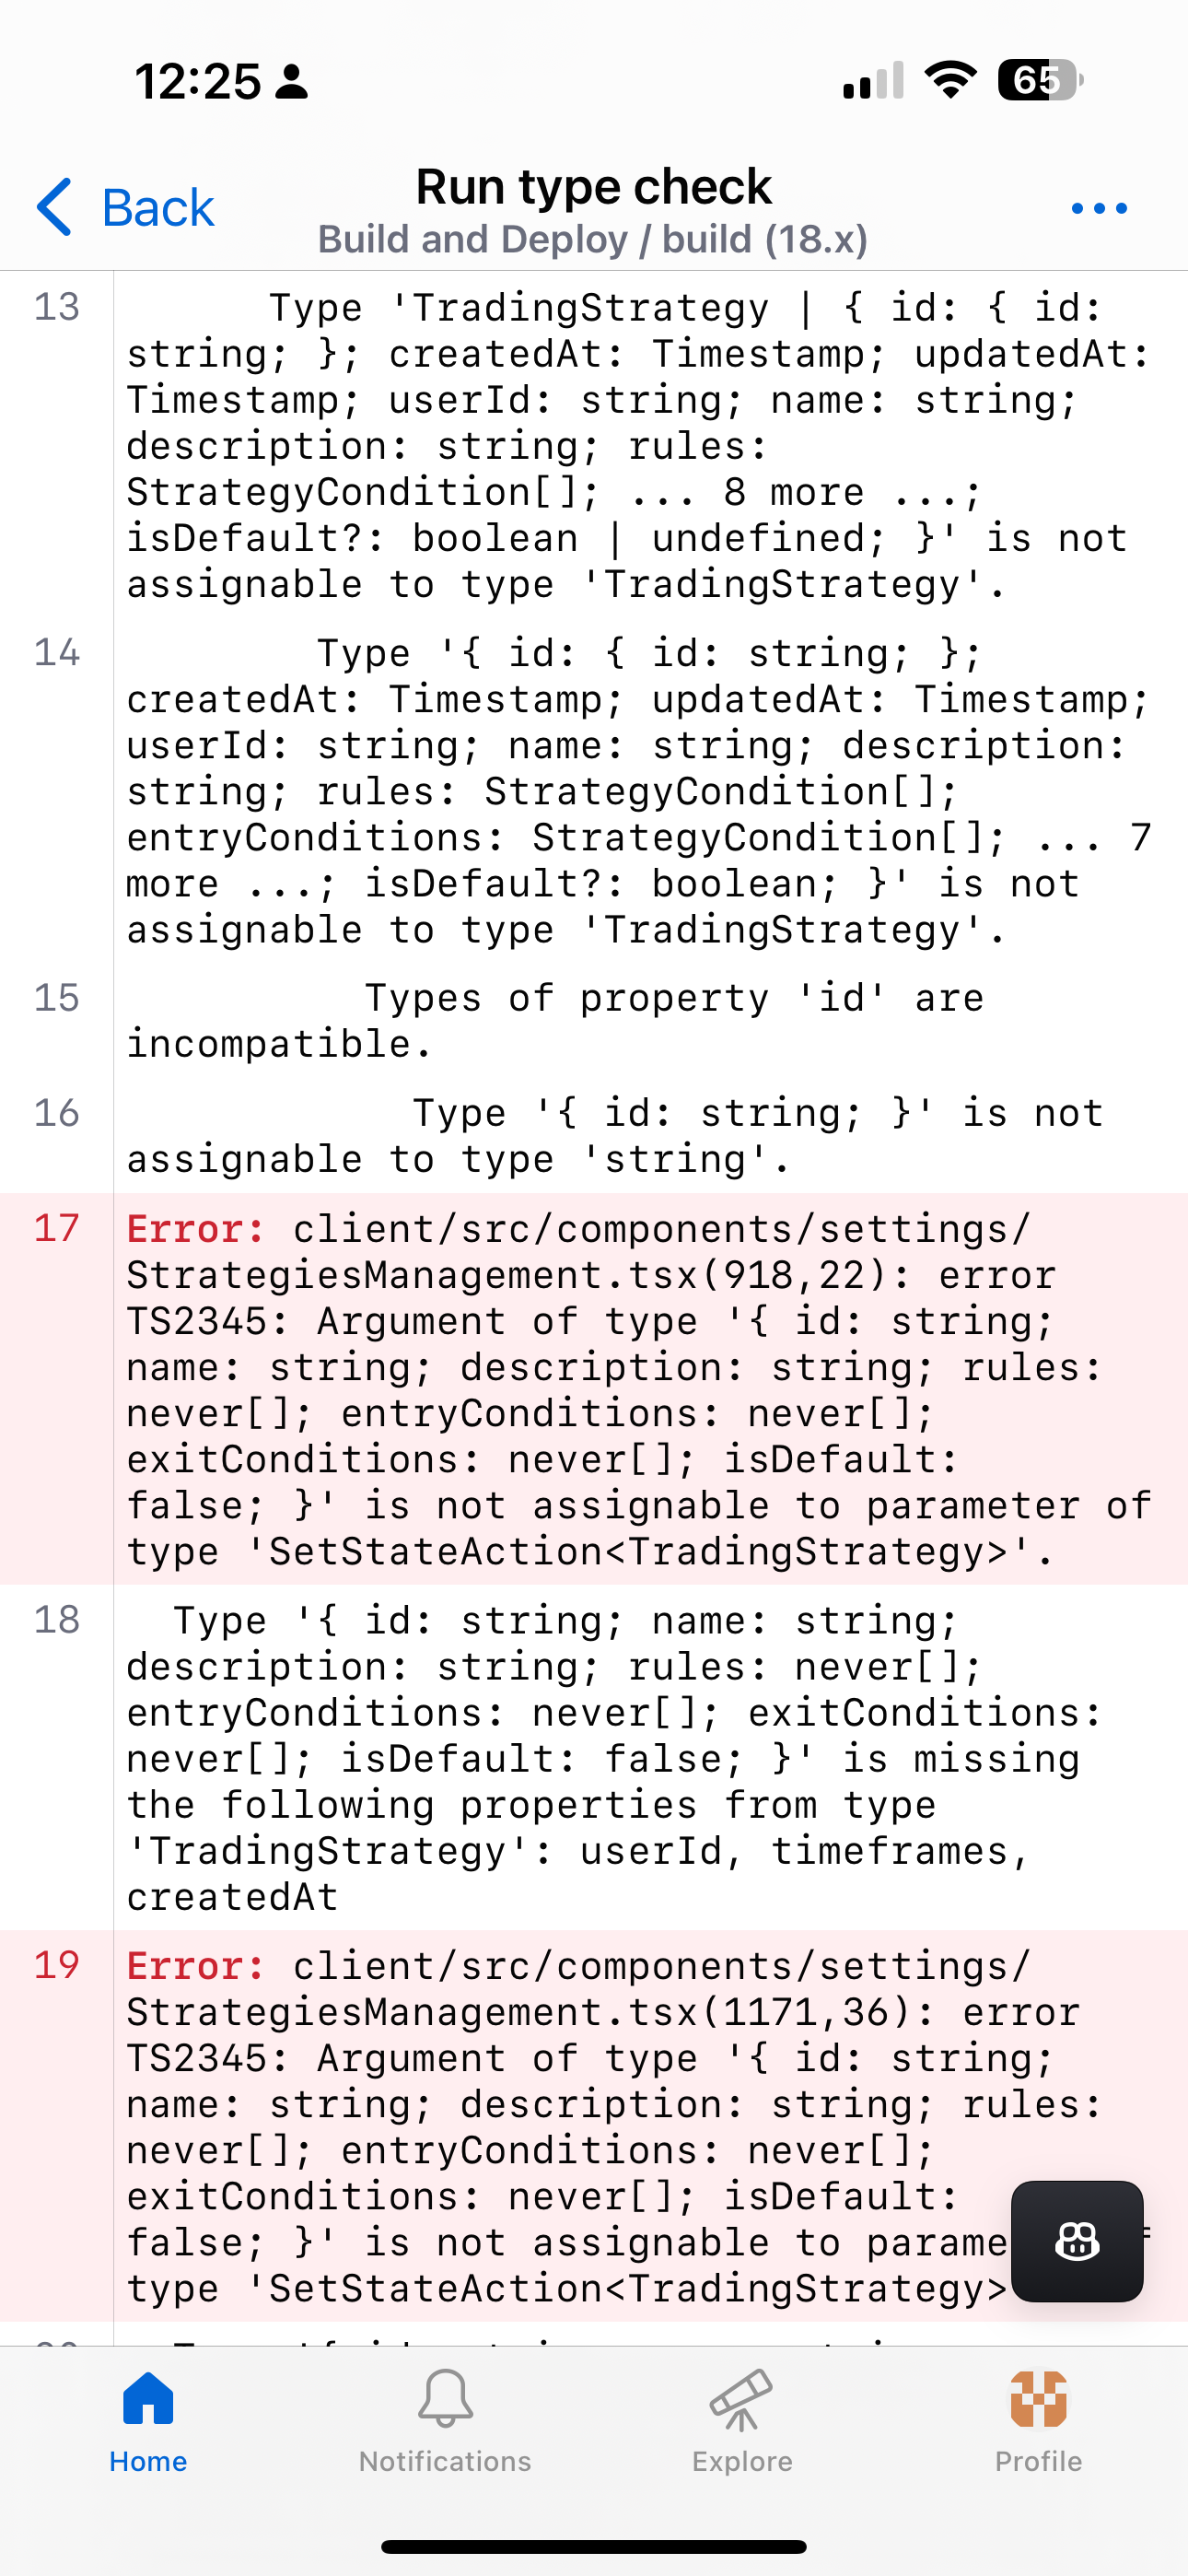 12:25
65
Back
Run type check
Build and Deploy / build (18.x)
13 Type 'TradingStrategy | { id: { id:
string; }; createdAt: Timestamp; updatedAt:
Timestamp; userId: string; name: string;
description: string; rules:
StrategyCondition[]; ... 8 more ...;
isDefault?: boolean | undefined; }' is not
assignable to type 'TradingStrategy'.
14 Type '{ id: { id: string; };
createdAt: Timestamp; updatedAt: Timestamp;
userId: string; name: string; description:
string; rules: StrategyCondition[];
entryConditions: StrategyCondition[]; ... 7
more ...; isDefault?: boolean; }' is not
assignable to type 'TradingStrategy'.
15 Types of property 'id' are
incompatible.
16 Type '{ id: string; }' is not
assignable to type 'string'.
17 Error: client/src/components/settings/
StrategiesManagement.tsx(918,22): error
TS2345: Argument of type '{ id: string;
name: string; description: string; rules:
never[]; entryConditions: never[];
exitConditions: never[]; isDefault:
false; }' is not assignable to parameter of
type 'SetStateAction<TradingStrategy>'.
18 Type '{ id: string; name: string;
description: string; rules: never[];
entryConditions: never[]; exitConditions:
never[]; isDefault: false; }' is missing
the following properties from type
'TradingStrategy': userId, timeframes,
createdAt
19 Error: client/src/components/settings/
StrategiesManagement.tsx(1171,36): error
TS2345: Argument of type '{ id: string;
name: string; description: string; rules:
never[]; entryConditions: never[];
exitConditions: never[]; isDefault:
false; }' is not assignable to parame
type 'SetStateAction<TradingStrategy>
Home
Notifications
Explore
Profile